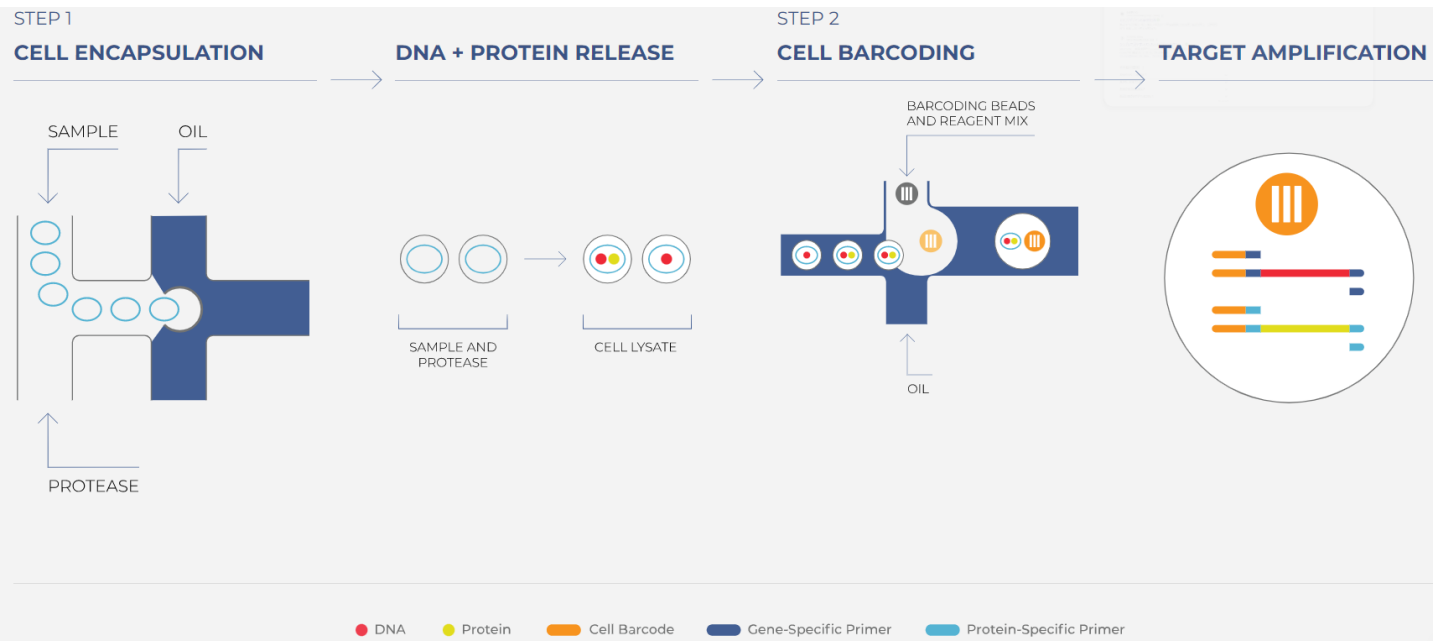 STEP 1
CELL ENCAPSULATION
DNA + PROTEIN RELEASE
STEP 2
CELL BARCODING
TARGET AMPLIFICATION
SAMPLE
OIL
PROTEASE
SAMPLE AND
PROTEASE
CELL LYSATE
BARCODING BEADS
AND REAGENT MIX
OIL
DNA
Protein
Cell Barcode
Gene-Specific Primer
Protein-Specific Primer